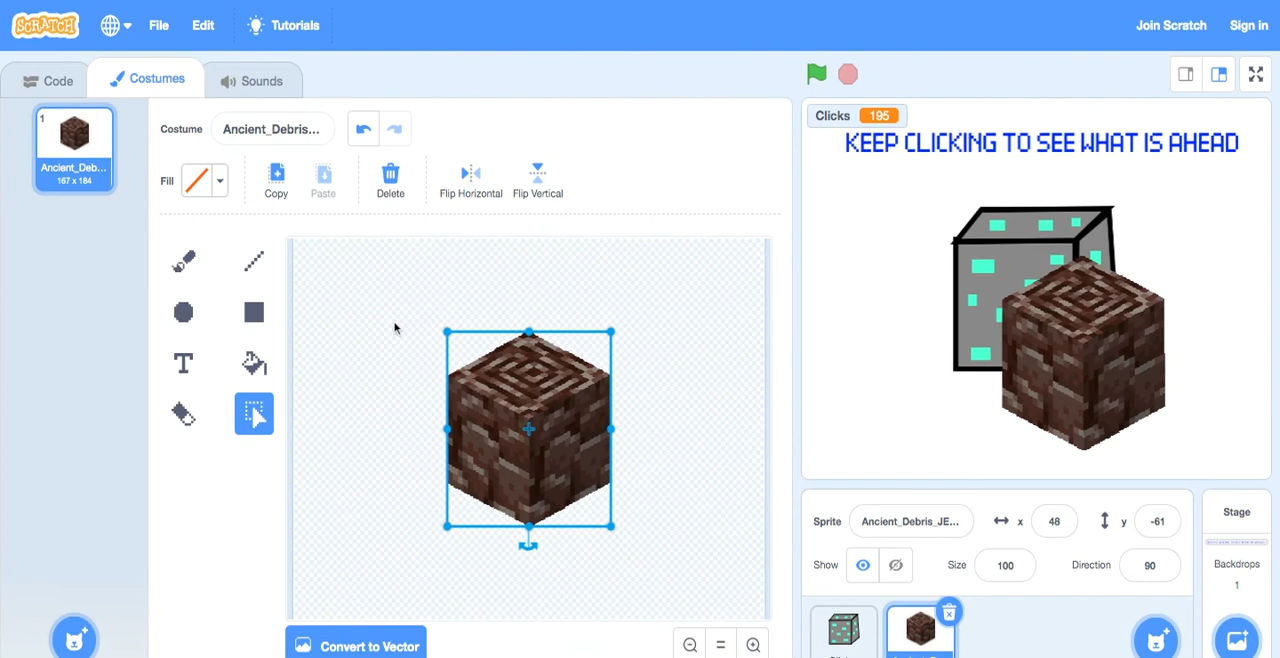 SCRATCH File Edit Tutorials Join Scratch Sign in
Code Costumes Sounds
1
Ancient_Deb...
167 x 184
Costume Ancient_Debris...
Fill Copy Paste Delete Flip Horizontal Flip Vertical
T
Convert to Vector
Clicks 195
KEEP CLICKING TO SEE WHAT IS AHEAD
Sprite Ancient_Debris_JE... x 48 y -61
Show Size 100 Direction 90
Stage
Backdrops
1